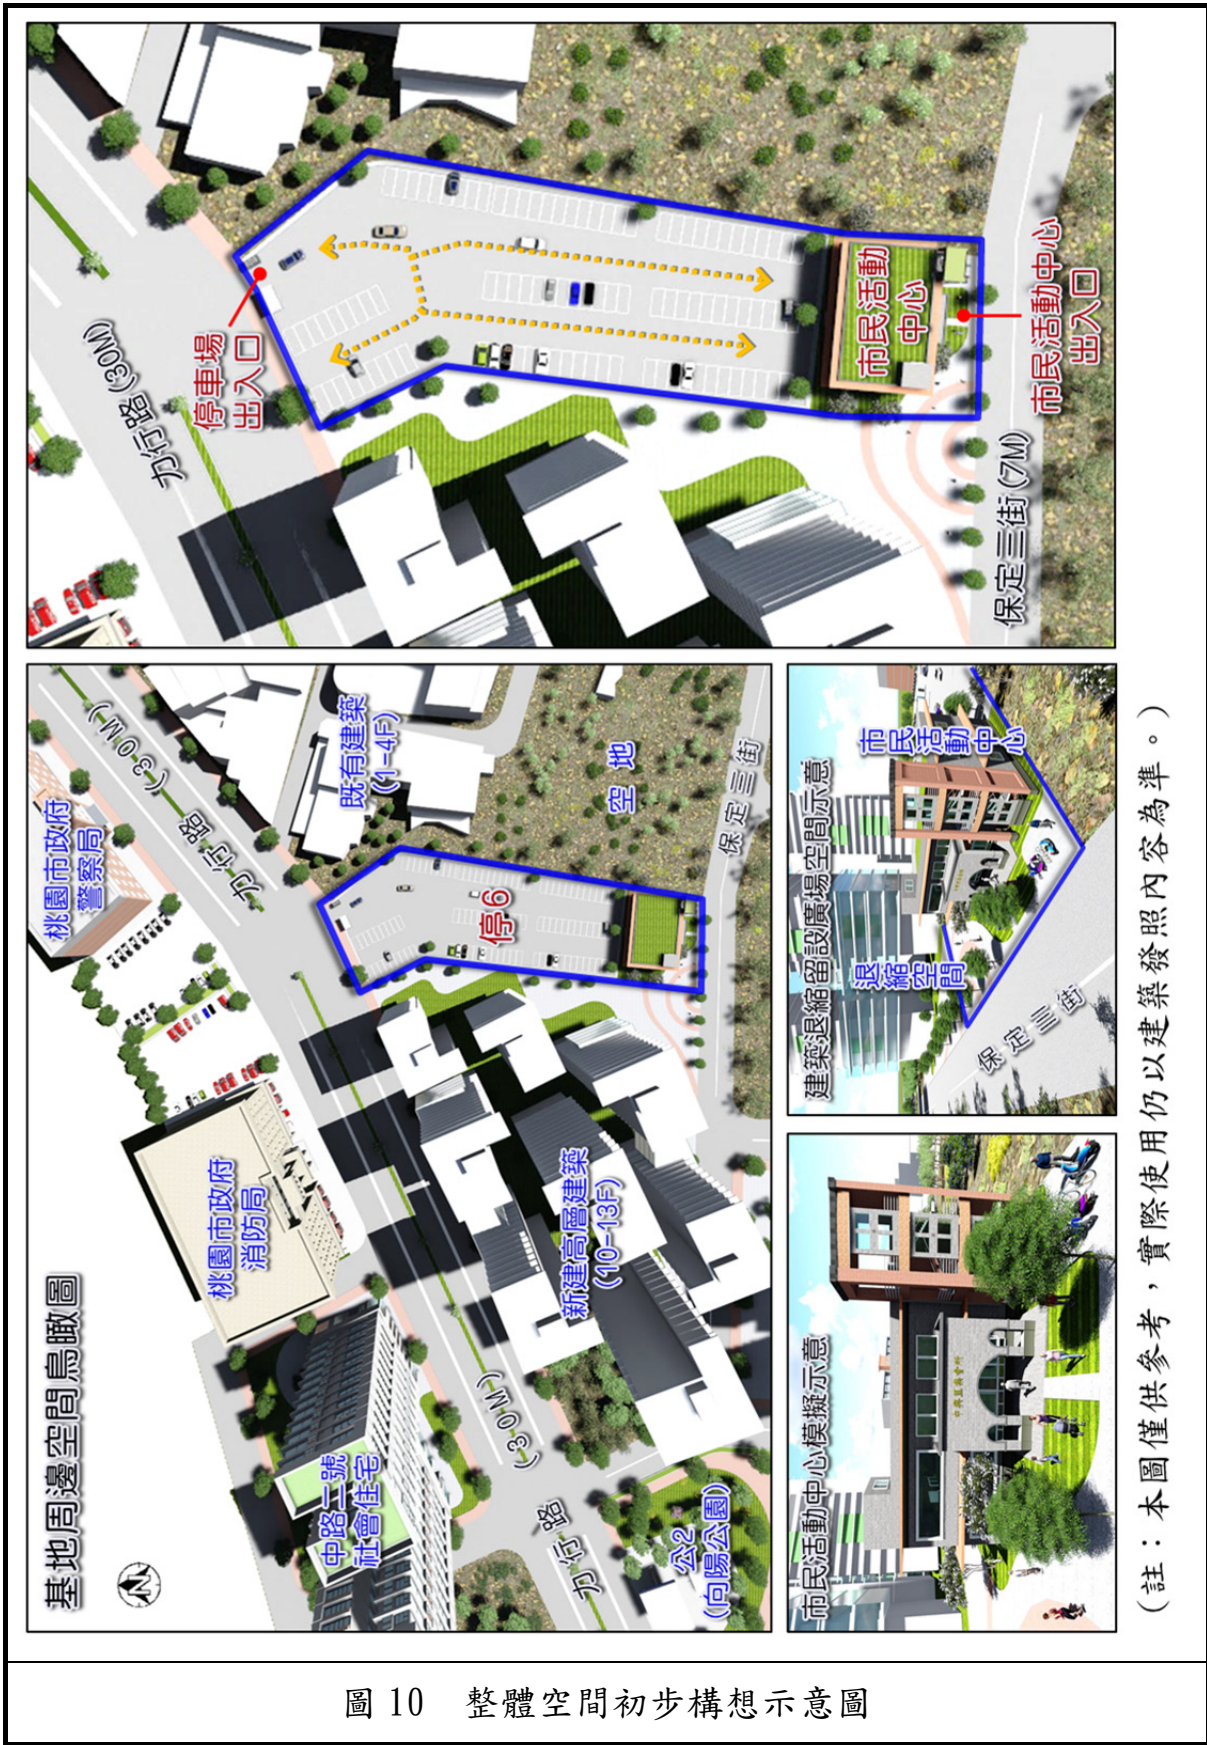 基地周邊空間鳥瞰圖
中路二號
社會住宅
桃園市政府
消防局
桃園市政府
警察局
力行路
(30M)
力行路
(30M)
公2
(向陽公園)
新建高層建築
(10-13F)
停6
既有建築
(1-4F)
空地
保定三街
力行路(30M)
停車場
出入口
市民活動
中心
市民活動中心
出入口
保定三街(7M)
市民活動中心模擬示意
建築退縮留設廣場空間示意
退縮
空間
市民
活動
中心
保定三街
(註：本圖僅供參考，實際使用仍以建築發照內容為準。)
圖 10　整體空間初步構想示意圖